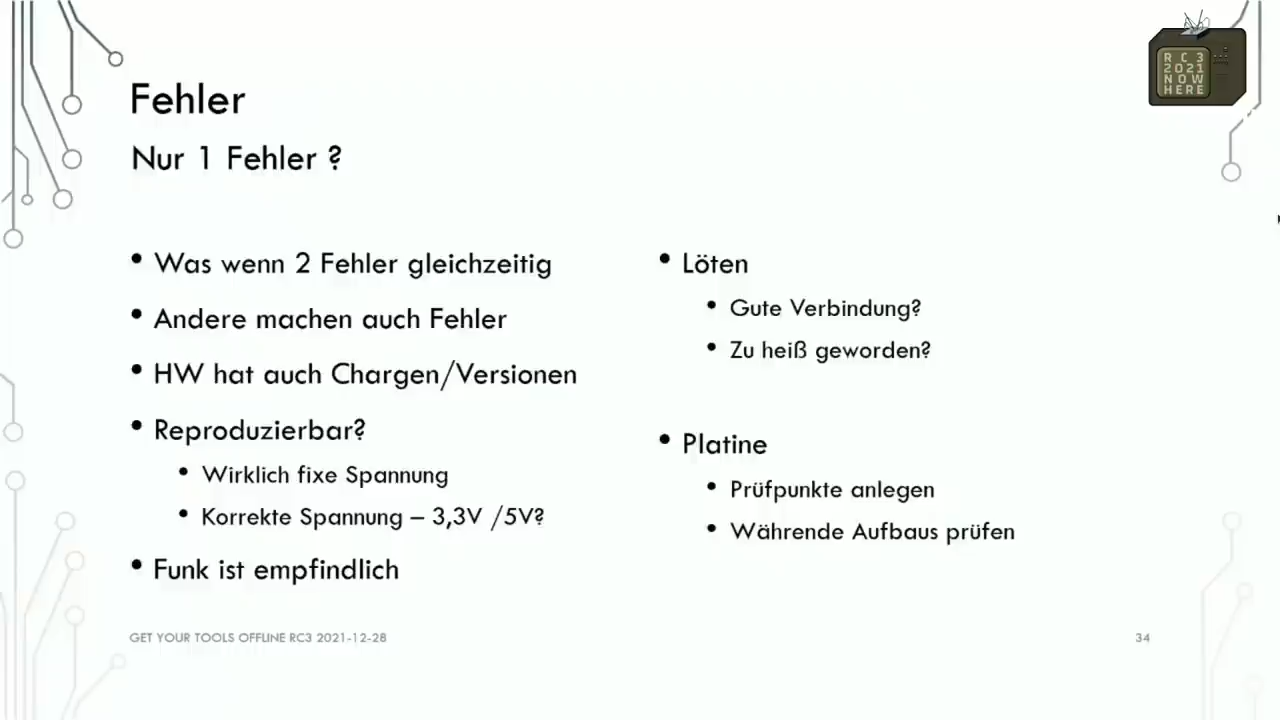 Fehler
Nur 1 Fehler ?
• Was wenn 2 Fehler gleichzeitig
• Andere machen auch Fehler
• HW hat auch Chargen/Versionen
• Reproduzierbar?
• Wirklich fixe Spannung
• Korrekte Spannung – 3,3V /5V?
• Funk ist empfindlich
• Löten
• Gute Verbindung?
• Zu heiß geworden?
• Platine
• Prüfpunkte anlegen
• Währende Aufbaus prüfen
GET YOUR TOOLS OFFLINE RC3 2021-12-28
34
R C 3
2021
NOW
HERE